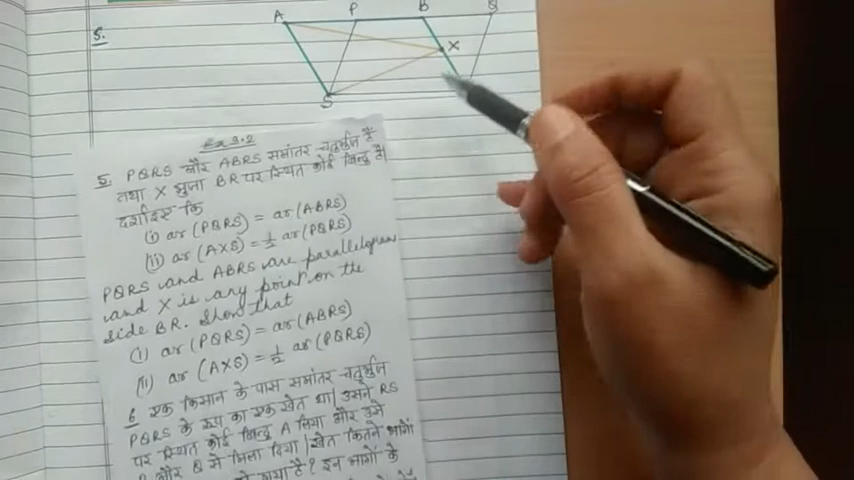 5.
A P B Q
X
S
Ex 9.2
5. PQRS और ABRS समांतर चतुर्भुज हैं
तथा X भुजा BR पर स्थित कोई बिन्दु है।
दर्शाइए कि
(i) ar (PQRS) = ar (ABRS)
(ii) ar (AXS) = 1/2 ar (PQRS)
PQRS and ABRS are parallelogram
and X is any point on the
side BR. Show that
(i) ar (PQRS) = ar (ABRS)
(ii) ar (AXS) = 1/2 ar (PQRS)
6 एक किसान के पास समांतर चतुर्भुज
PQRS के रूप का एक खेत था। उसने RS
पर स्थित कोई बिन्दु A लिया और उसे
P और Q से मिला दिया। खेत कितने भागों
गया है? इन भागों के